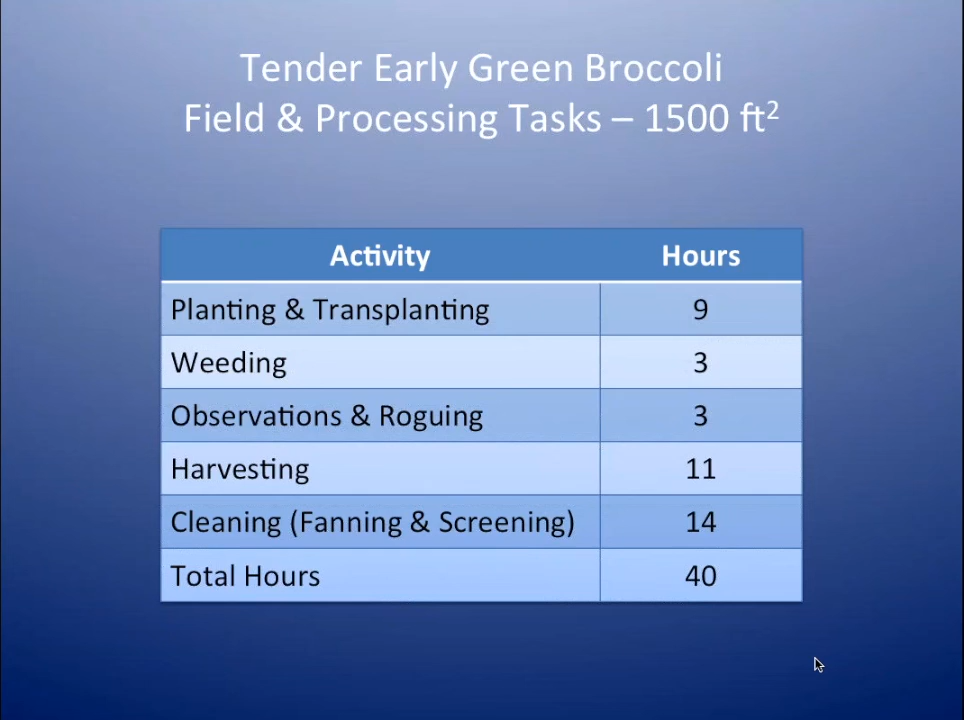 Tender Early Green Broccoli
Field & Processing Tasks – 1500 ft²
Activity Hours
Planting & Transplanting 9
Weeding 3
Observations & Roguing 3
Harvesting 11
Cleaning (Fanning & Screening) 14
Total Hours 40